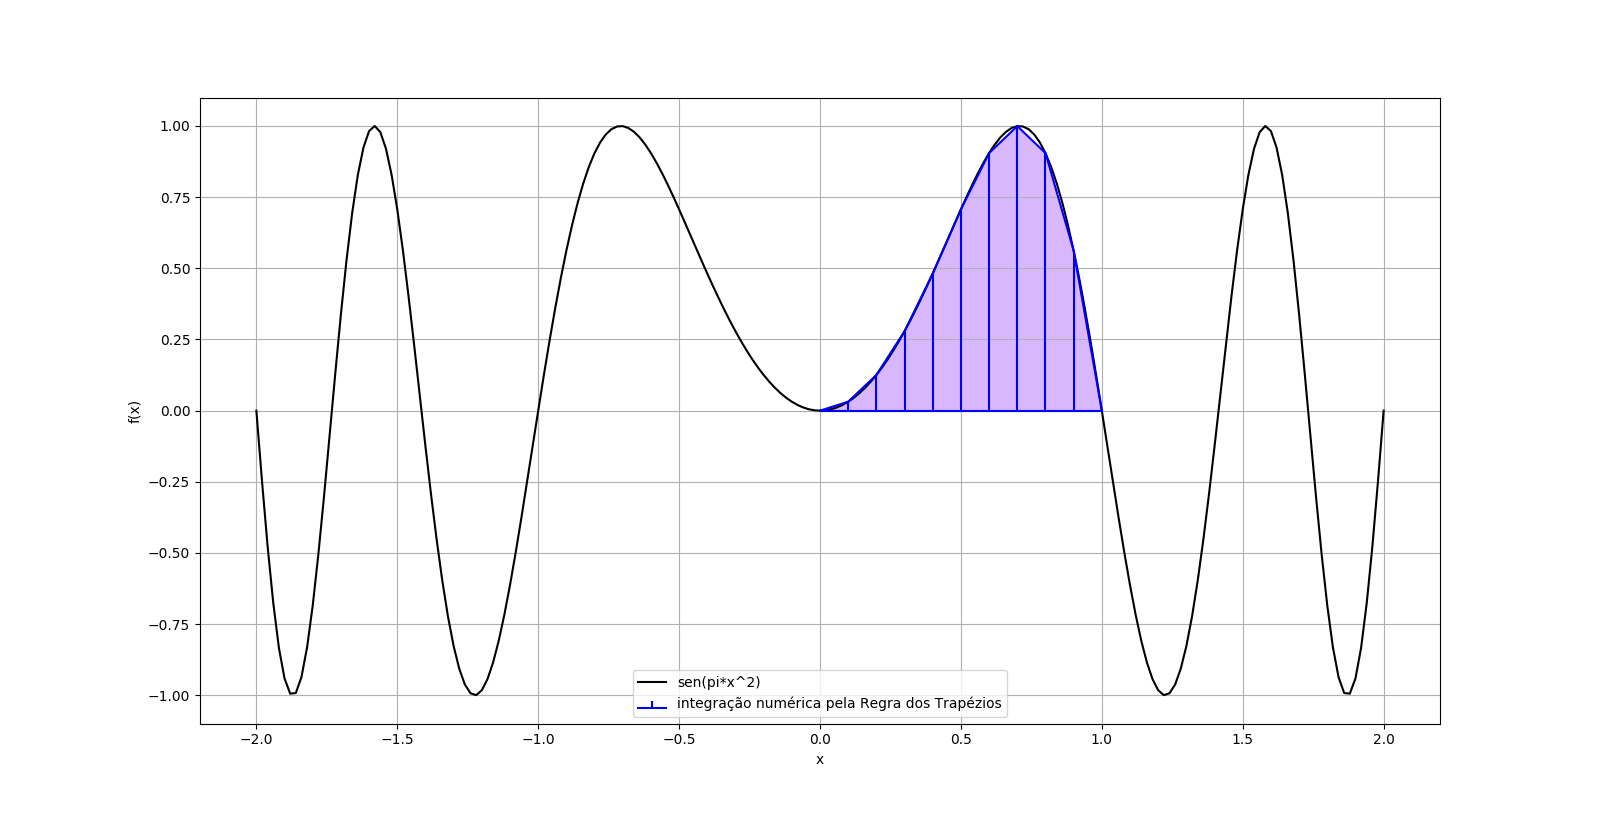 1.00
0.75
0.50
0.25
0.00
−0.25
−0.50
−0.75
−1.00
f(x)
sen(pi*x^2)
integração numérica pela Regra dos Trapézios
−2.0 −1.5 −1.0 −0.5 0.0 0.5 1.0 1.5 2.0
x